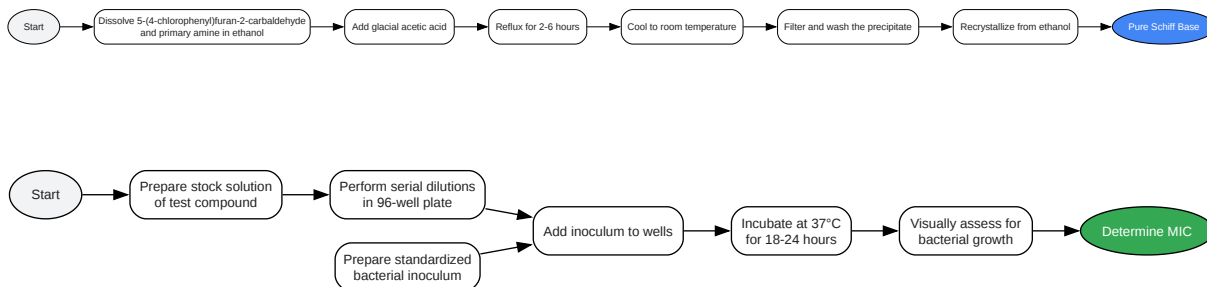 Start
Dissolve 5-(4-chlorophenyl)furan-2-carbaldehyde
and primary amine in ethanol
Add glacial acetic acid
Reflux for 2-6 hours
Cool to room temperature
Filter and wash the precipitate
Recrystallize from ethanol
Pure Schiff Base
Start
Prepare stock solution
of test compound
Perform serial dilutions
in 96-well plate
Prepare standardized
bacterial inoculum
Add inoculum to wells
Incubate at 37°C
for 18-24 hours
Visually assess for
bacterial growth
Determine MIC